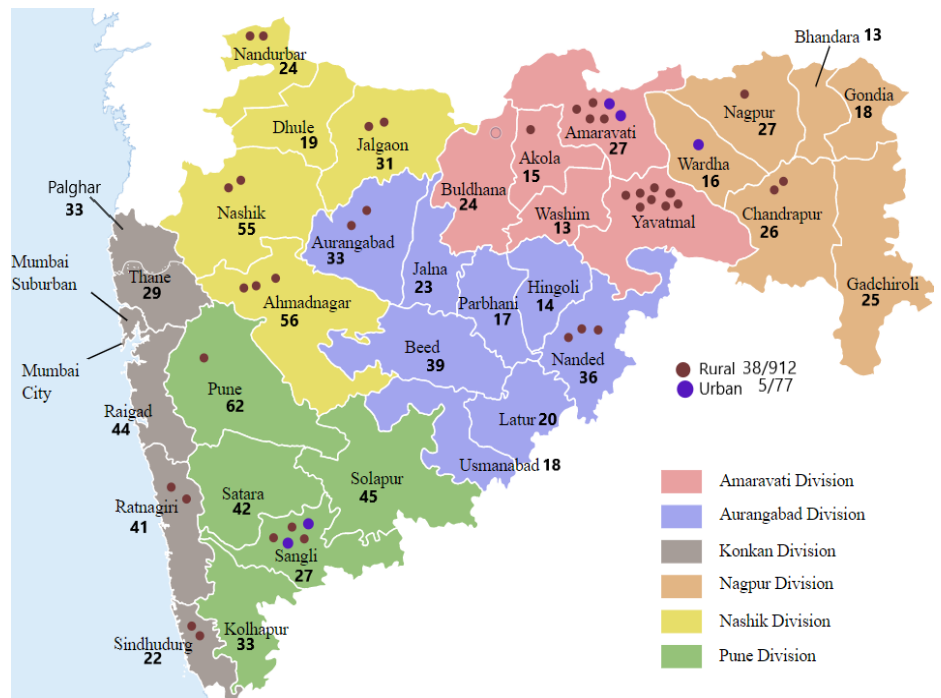 Bhandara 13
Nandurbar
24
Gondia
18
Nagpur
27
Dhule
19
Jalgaon
31
Amaravati
27
Akola
15
Wardha
16
Palghar
33
Buldhana
24
Nashik
55
Washim
13
Yavatmal
Chandrapur
26
Aurangabad
33
Mumbai
Suburban
Thane
29
Jalna
23
Hingoli
14
Parbhani
17
Gadchiroli
25
Ahmadnagar
56
Mumbai
City
Beed
39
Nanded
36
Rural 38/912
Urban 5/77
Pune
62
Raigad
44
Latur 20
Usmanabad 18
Solapur
45
Satara
42
Ratnagiri
41
Sangli
27
Kolhapur
33
Sindhudurg
22
Amaravati Division
Aurangabad Division
Konkan Division
Nagpur Division
Nashik Division
Pune Division